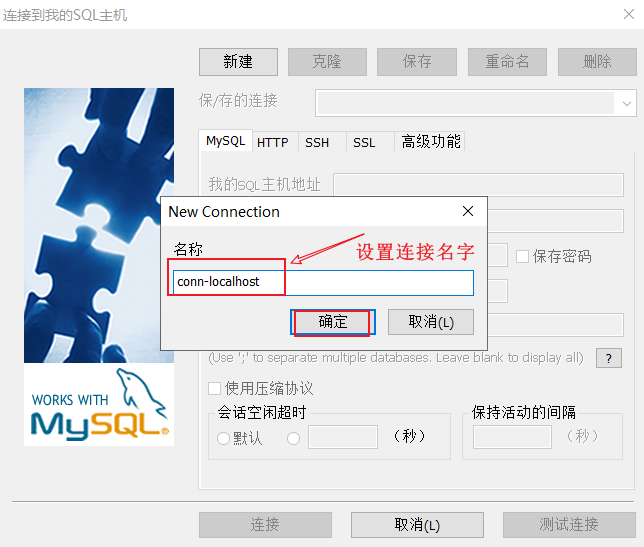 连接到我的SQL主机
新建 克隆 保存 重命名 删除
保/存的连接
MySQL HTTP SSH SSL 高级功能
我的SQL主机地址
New Connection
名称
设置连接名字
conn-localhost
保存密码
确定 取消(L)
(Use ';' to separate multiple databases. Leave blank to display all) ?
使用压缩协议
会话空闲超时 保持活动的间隔
默认 (秒) (秒)
WORKS WITH
MySQL®
连接 取消(L) 测试连接